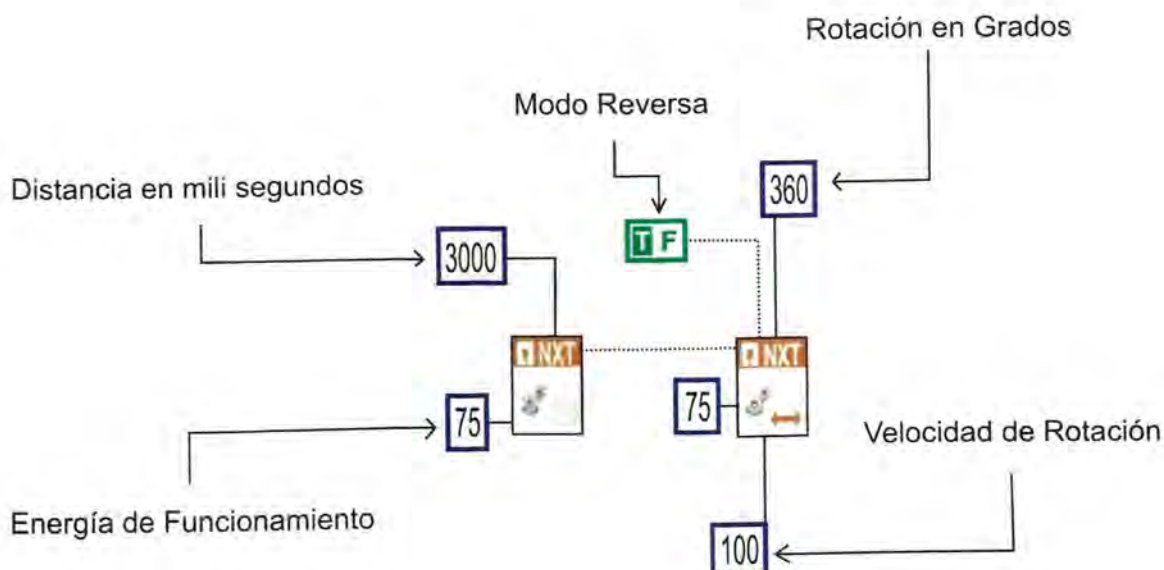 Rotación en Grados
Modo Reversa
360
Distancia en mili segundos
T F
3000
NXT
NXT
75
75
Velocidad de Rotación
Energía de Funcionamiento
100